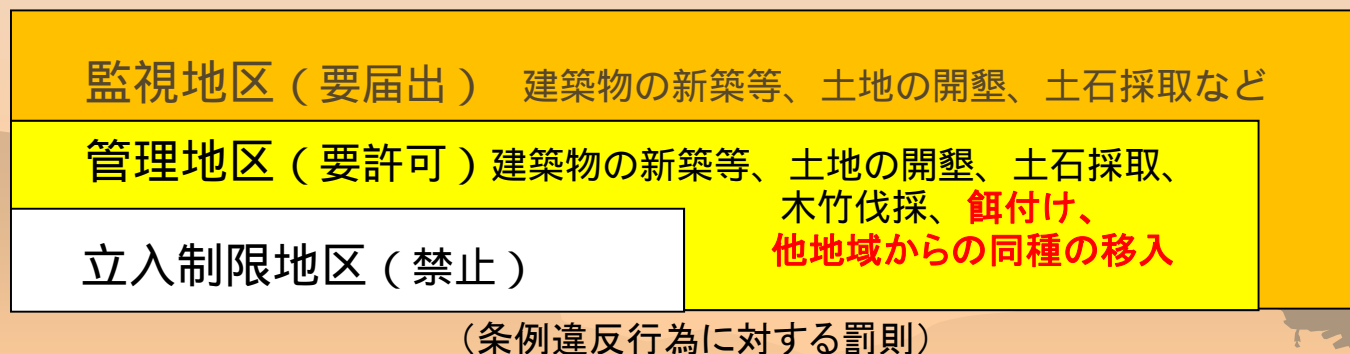 監視地区(要届出) 建築物の新築等、土地の開墾、土石採取など
管理地区(要許可)建築物の新築等、土地の開墾、土石採取、
木竹伐採、餌付け、
他地域からの同種の移入
立入制限地区(禁止)
(条例違反行為に対する罰則)